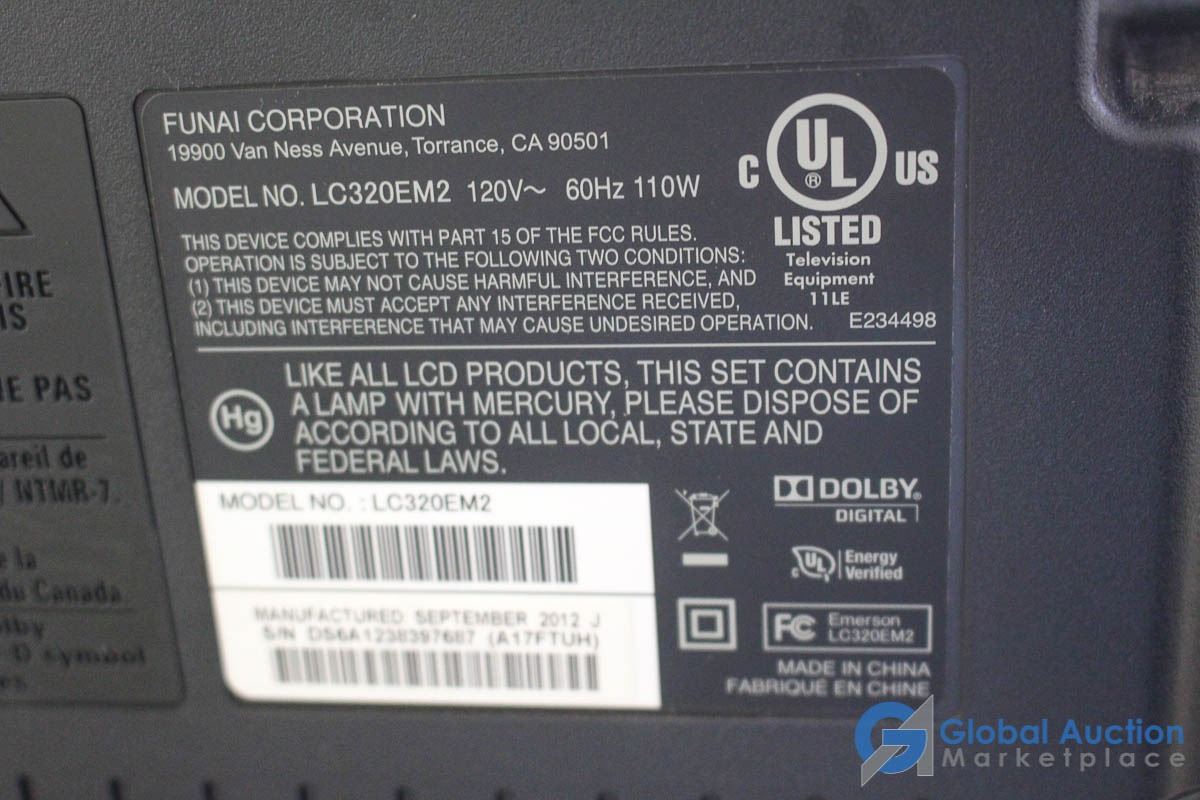 FUNAI CORPORATION
19900 Van Ness Avenue, Torrance, CA 90501
MODEL NO. LC320EM2 120V~ 60Hz 110W
THIS DEVICE COMPLIES WITH PART 15 OF THE FCC RULES.
OPERATION IS SUBJECT TO THE FOLLOWING TWO CONDITIONS:
(1) THIS DEVICE MAY NOT CAUSE HARMFUL INTERFERENCE, AND
(2) THIS DEVICE MUST ACCEPT ANY INTERFERENCE RECEIVED,
INCLUDING INTERFERENCE THAT MAY CAUSE UNDESIRED OPERATION.
C UL ® US
LISTED
Television
Equipment
11LE
E234498
Hg
LIKE ALL LCD PRODUCTS, THIS SET CONTAINS
A LAMP WITH MERCURY, PLEASE DISPOSE OF
ACCORDING TO ALL LOCAL, STATE AND
FEDERAL LAWS.
MODEL NO. : LC320EM2
MANUFACTURED SEPTEMBER 2012 J
S/N DS6A1238397687 (A17FTUH)
DOLBY®
DIGITAL
c UL Energy
Verified
FC Emerson
LC320EM2
MADE IN CHINA
FABRIQUÉ EN CHINE
IRE
IS
NE PAS
areil de
/ NTMR-7.
e la
du Canada
D symbol
Global Auction
Marketplace